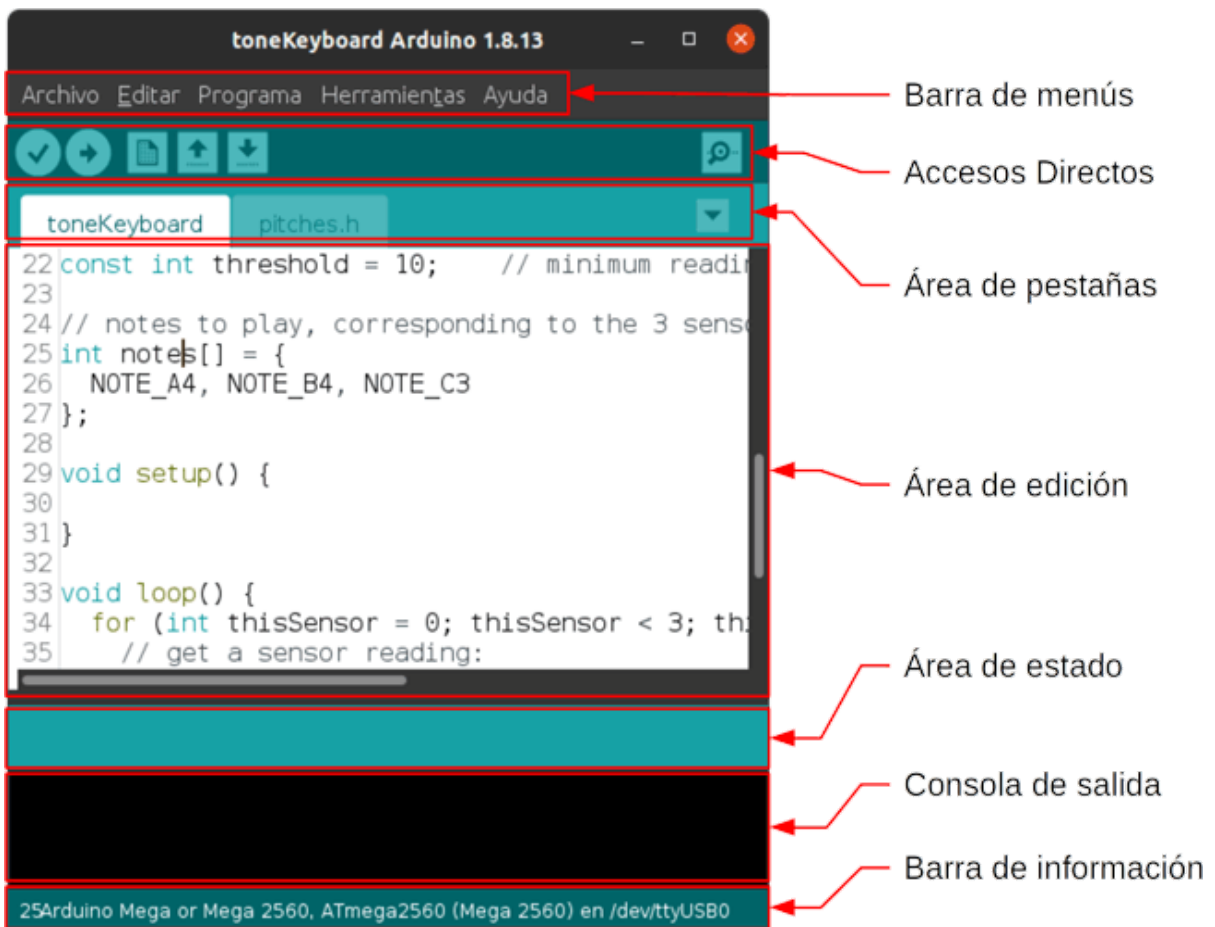 toneKeyboard Arduino 1.8.13
Archivo Editar Programa Herramientas Ayuda
Barra de menús
Accesos Directos
toneKeyboard pitches.h
Área de pestañas
22 const int threshold = 10; // minimum readin
23
24 // notes to play, corresponding to the 3 senso
25 int notes[] = {
26 NOTE_A4, NOTE_B4, NOTE_C3
27 };
28
29 void setup() {
Área de edición
30
31 }
32
33 void loop() {
34 for (int thisSensor = 0; thisSensor < 3; thi
35 // get a sensor reading:
Área de estado
Consola de salida
Barra de información
25Arduino Mega or Mega 2560, ATmega2560 (Mega 2560) en /dev/ttyUSB0